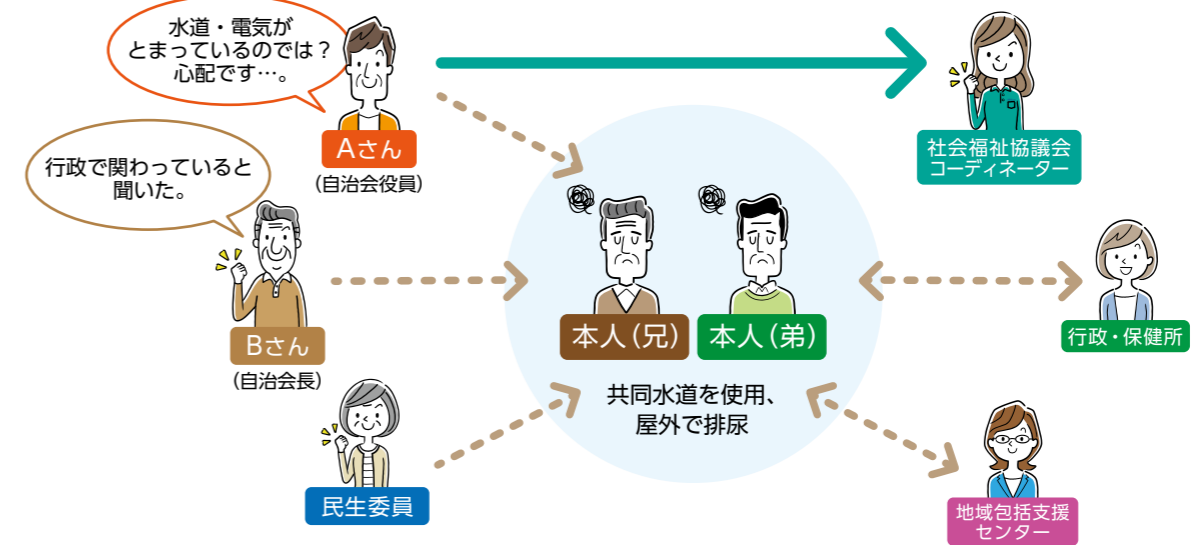 水道・電気が
とまっているのでは？
心配です…。
Aさん
（自治会役員）
社会福祉協議会
コーディネーター
行政で関わっていると
聞いた。
Bさん
（自治会長）
本人（兄）
本人（弟）
共同水道を使用、
屋外で排尿
行政・保健所
民生委員
地域包括支援
センター